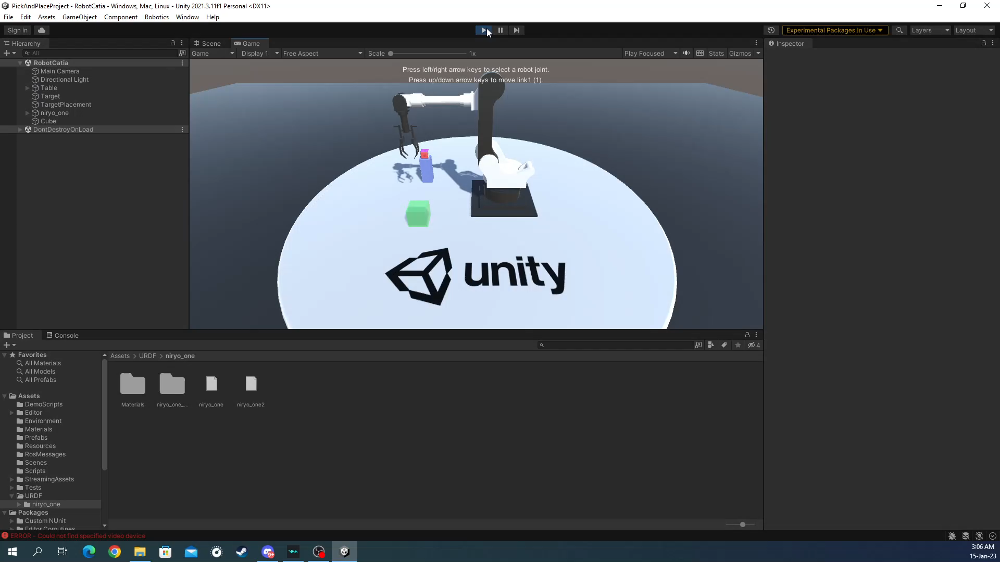 PickAndPlaceProject - RobotCatia - Windows, Mac, Linux - Unity 2021.3.11f1 Personal <DX11>
File Edit Assets GameObject Component Robotics Window Help
Sign in
Experimental Packages In Use
Layers
Layout
Hierarchy
All
RobotCatia
Main Camera
Directional Light
Table
Target
TargetPlacement
niryo_one
Cube
DontDestroyOnLoad
Scene
Game
Game
Display 1
Free Aspect
Scale
1x
Play Focused
Stats
Gizmos
Press left/right arrow keys to select a robot joint.
Press up/down arrow keys to move link1 (1).
unity
Inspector
Project
Console
4
Favorites
All Materials
All Models
All Prefabs
Assets
DemoScripts
Editor
Environment
Materials
Prefabs
Resources
RosMessages
Scenes
Scripts
StreamingAssets
Tests
URDF
niryo_one
Packages
Custom NUnit
Editor Coroutines
Assets > URDF > niryo_one
Materials
niryo_one_...
niryo_one
niryo_one2
ERROR - Could not find specified video device
9+
3:06 AM
15-Jan-23